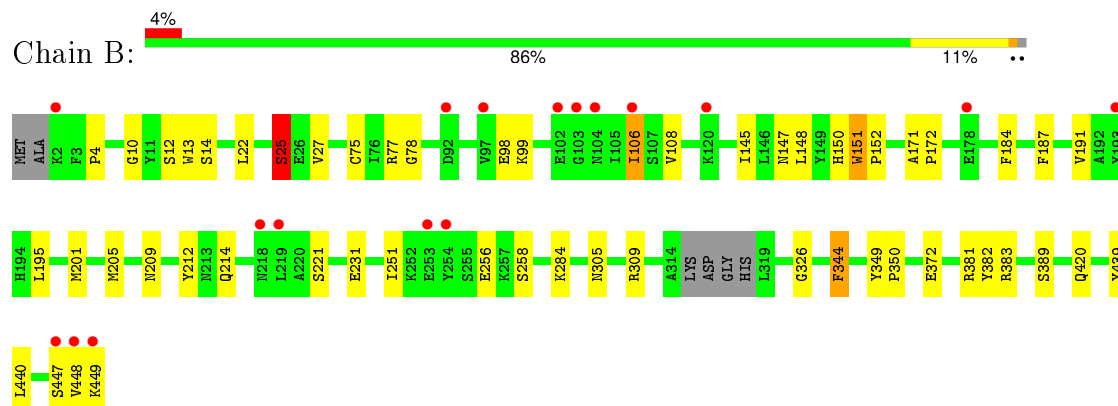 4%
Chain B:
86% 11% ••
MET ALA K2 F3 P4 G10 Y11 S12 W13 S14 L22 S25 E26 V27 C75 I76 R77 G78 D92 V97 E98 K99 E102 G103 N104 I105 I106 S107 V108 K120 I145 L146 N147 L148 Y149 H150 W151 P152 A171 P172 E178 F184 F187 V191 A192 Y193
H194 L195 M201 M205 N209 Y212 N213 Q214 N218 L219 A220 S221 E231 I251 K252 E253 Y254 S255 E256 K257 S258 K284 N305 R309 A314 LYS ASP GLY HIS L319 G326 F344 Y349 P350 E372 R381 Y382 R383 S389 Q420 Y439
L440 S447 V448 K449